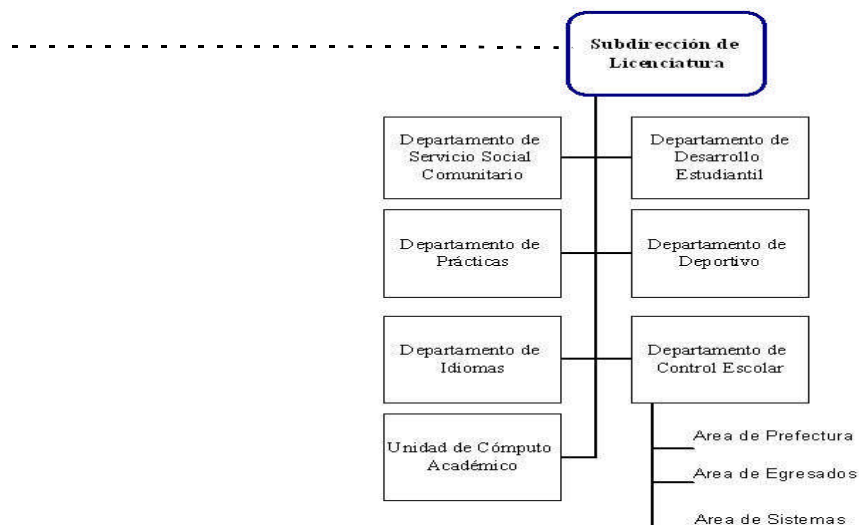 Subdirección de
Licenciatura
Departamento de
Servicio Social
Comunitario
Departamento de
Desarrollo
Estudiantil
Departamento de
Prácticas
Departamento de
Deportivo
Departamento de
Idiomas
Departamento de
Control Escolar
Unidad de Cómputo
Académico
Area de Prefectura
Area de Egresados
Area de Sistemas